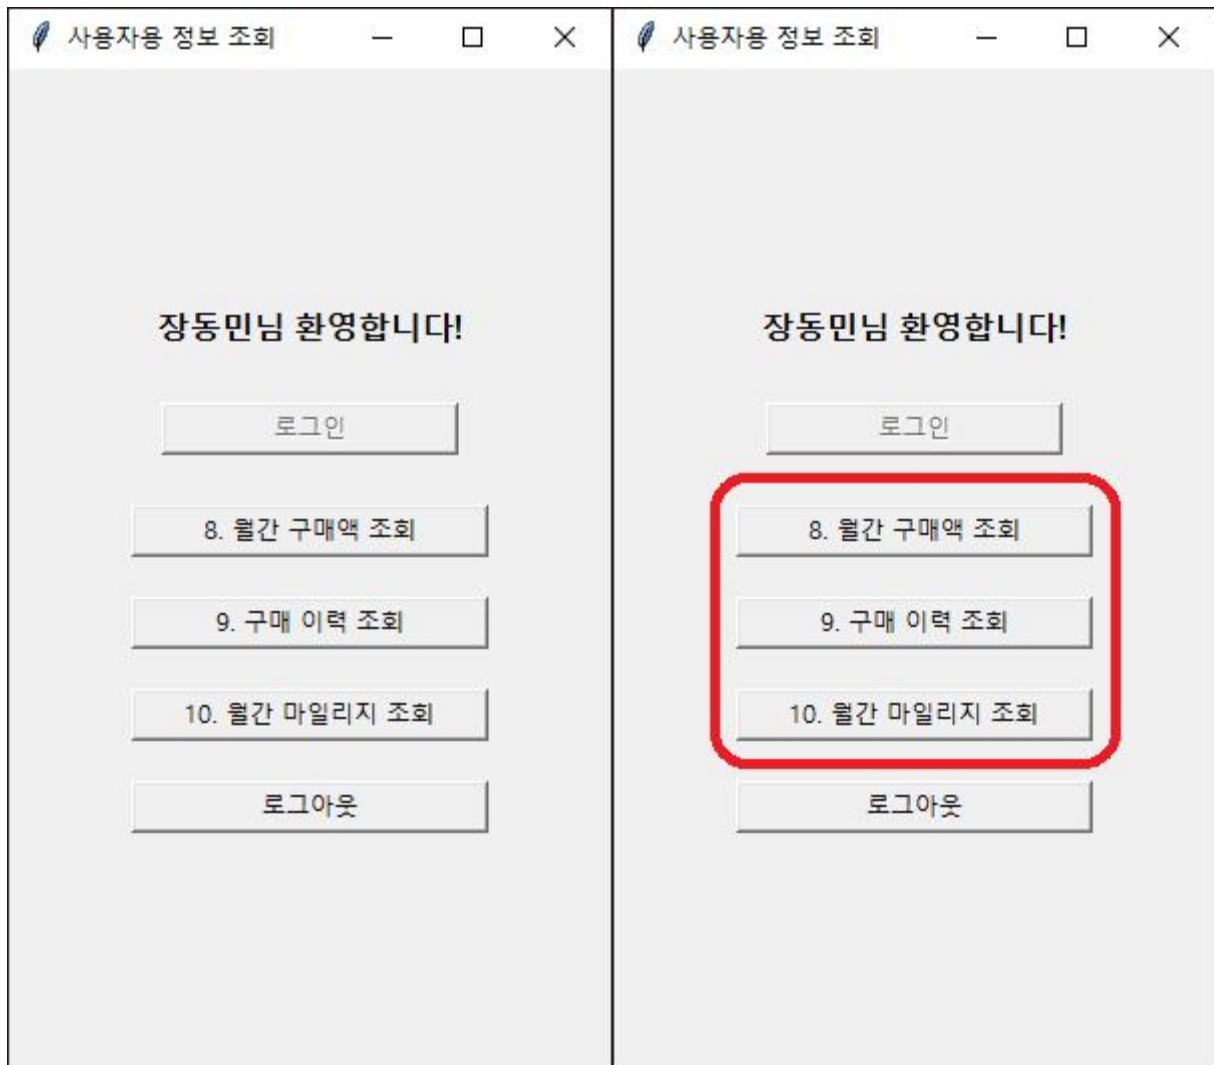 사용자용 정보 조회
장동민님 환영합니다!
로그인
8. 월간 구매액 조회
9. 구매 이력 조회
10. 월간 마일리지 조회
로그아웃
사용자용 정보 조회
장동민님 환영합니다!
로그인
8. 월간 구매액 조회
9. 구매 이력 조회
10. 월간 마일리지 조회
로그아웃